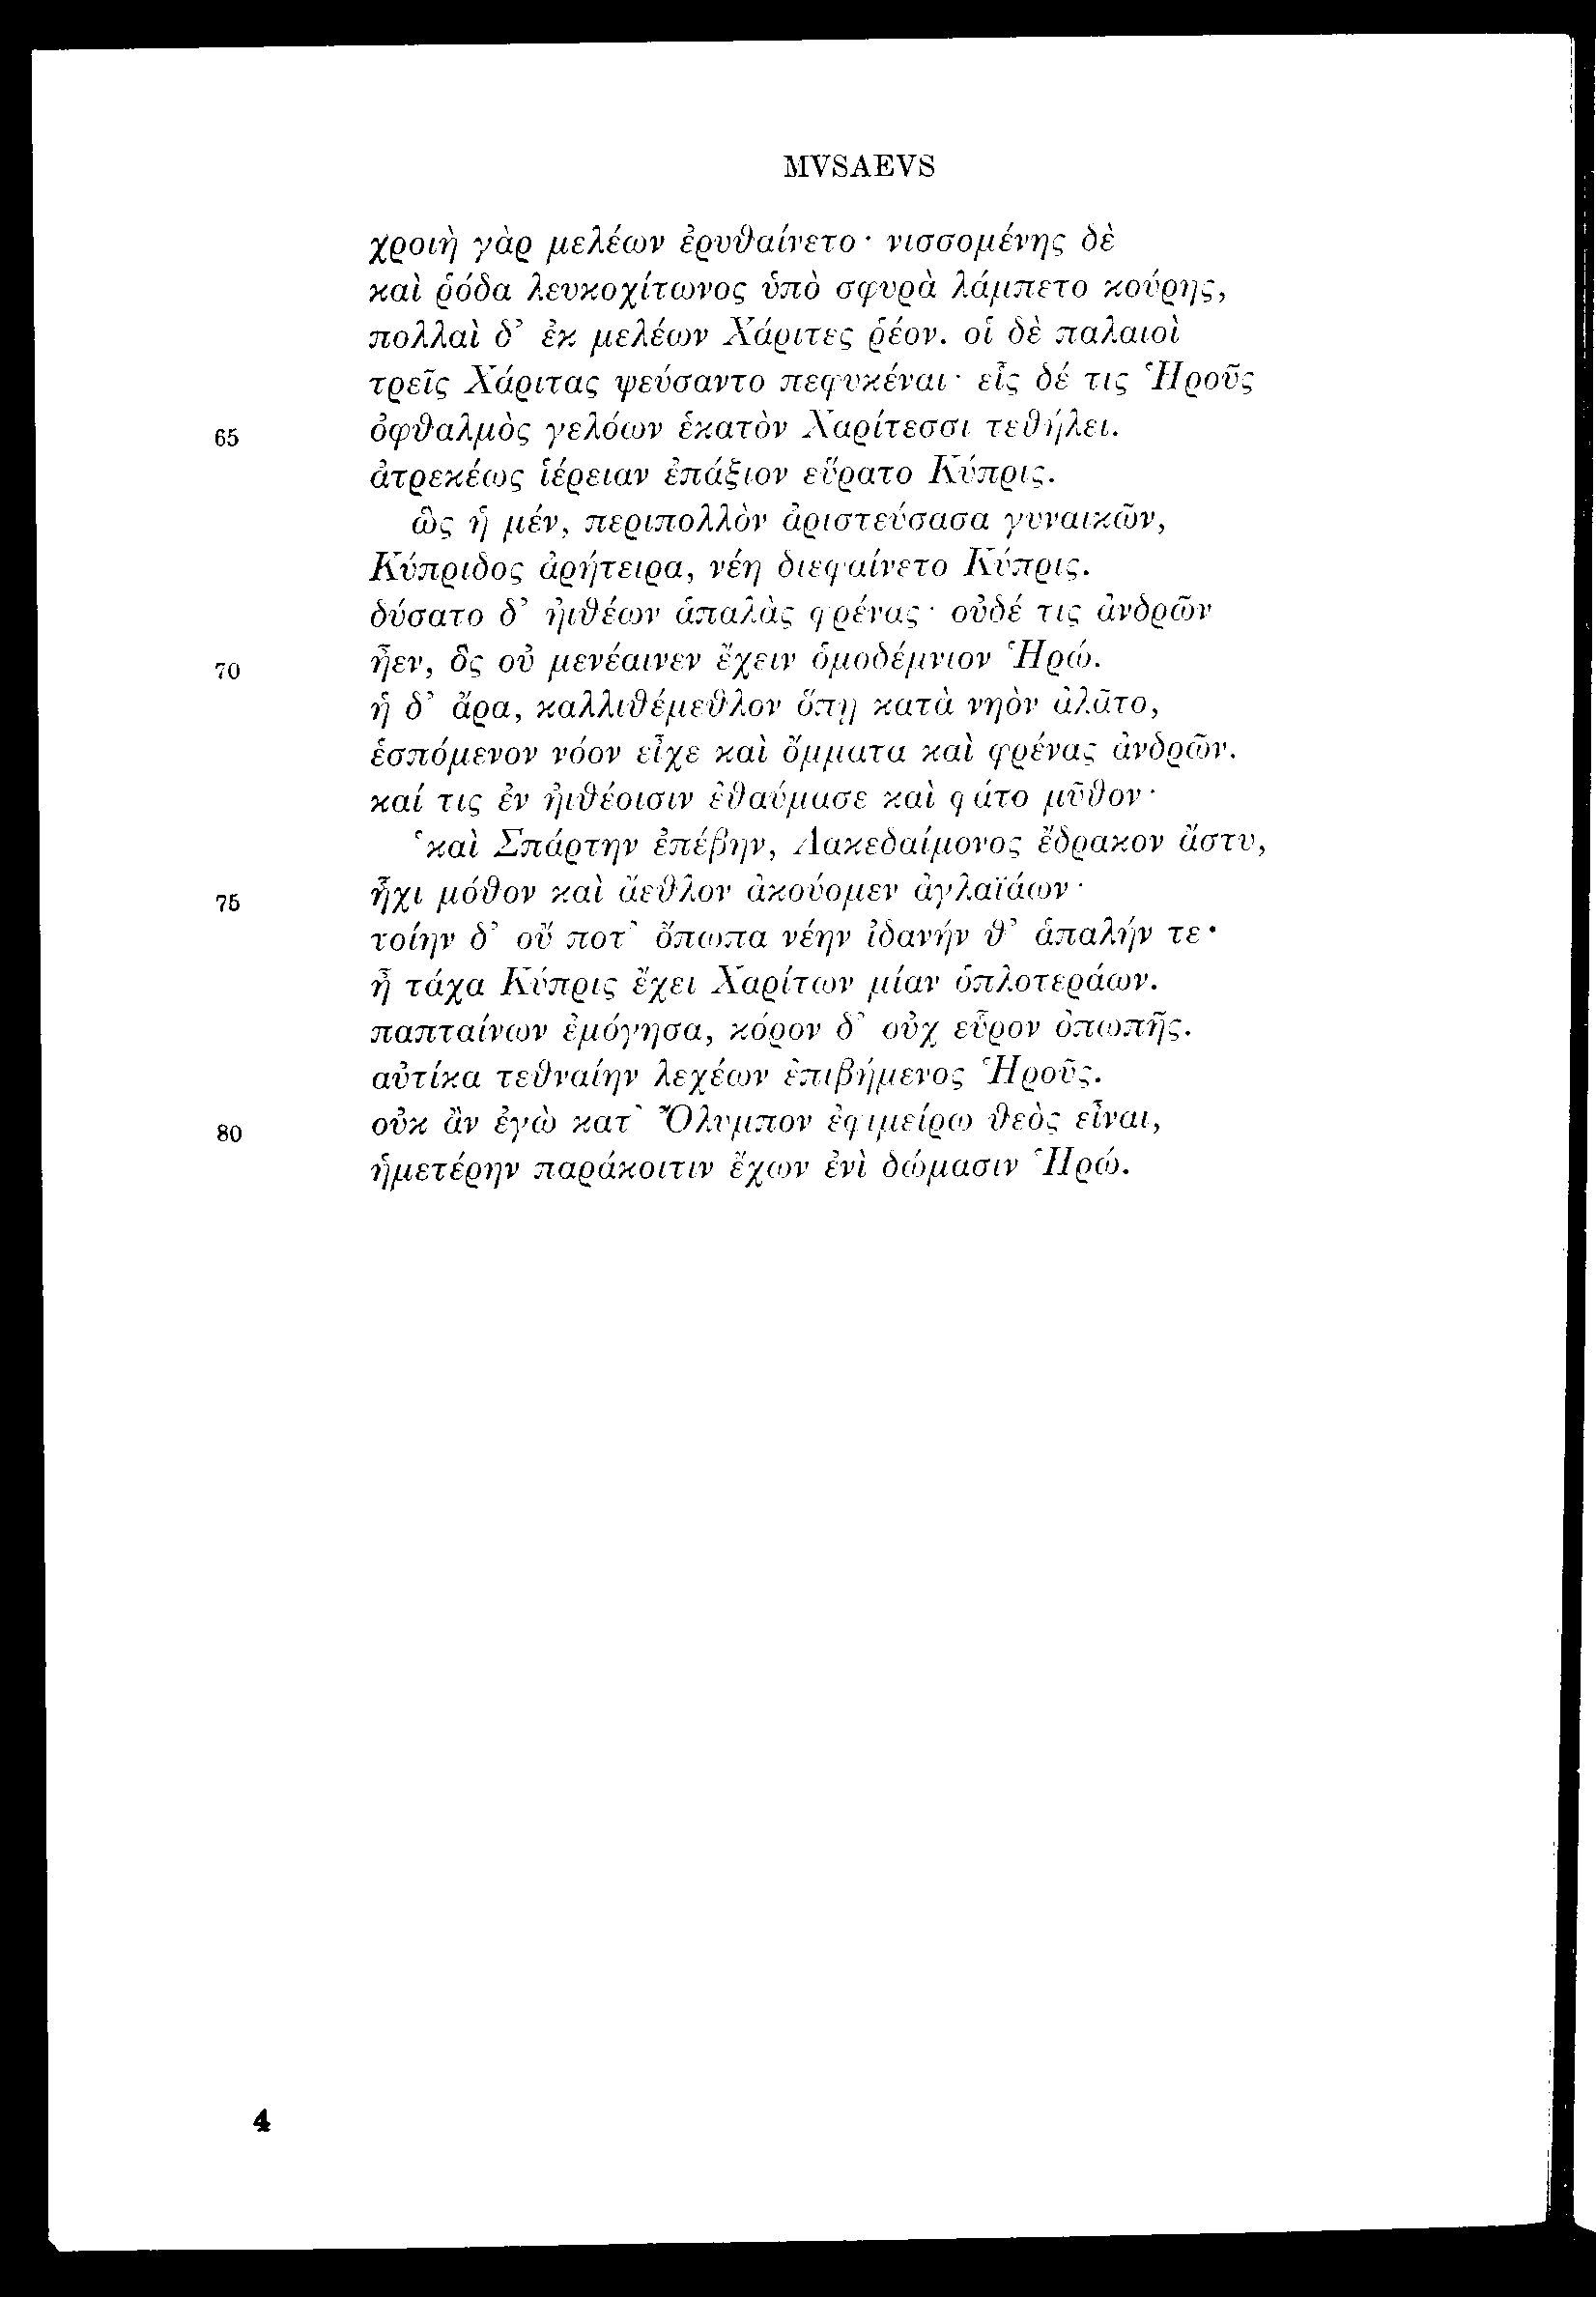 MVSAEVS
χροιὴ γὰρ μελέων ἐρυθαίνετο· νισσομένης δὲ
καὶ ῥόδα λευκοχίτωνος ὑπὸ σφυρὰ λάμπετο κούρης,
πολλαὶ δ’ ἐκ μελέων Χάριτες ῥέον. οἱ δὲ παλαιοὶ
τρεῖς Χάριτας ψεύσαντο πεφυκέναι· εἷς δέ τις Ἡροῦς
65 ὀφθαλμὸς γελόων ἑκατὸν Χαρίτεσσι τεθήλει.
ἀτρεκέως ἱέρειαν ἐπάξιον εὕρατο Κύπρις.
ὣς ἡ μέν, περιπολλὸν ἀριστεύσασα γυναικῶν,
Κύπριδος ἀρήτειρα, νέη διεφαίνετο Κύπρις.
δύσατο δ’ ἠιθέων ἁπαλὰς φρένας· οὐδέ τις ἀνδρῶν
70 ἦεν, ὃς οὐ μενέαινεν ἔχειν ὁμοδέμνιον Ἡρώ.
ἡ δ’ ἄρα, καλλιθέμεθλον ὅπῃ κατὰ νηὸν ἀλᾶτο,
ἑσπόμενον νόον εἶχε καὶ ὄμματα καὶ φρένας ἀνδρῶν.
καί τις ἐν ἠιθέοισιν ἐθαύμασε καὶ φάτο μῦθον·
‘καὶ Σπάρτην ἐπέβην, Λακεδαίμονος ἔδρακον ἄστυ,
75 ἧχι μόθον καὶ ἄεθλον ἀκούομεν ἀγλαϊάων·
τοίην δ’ οὔ ποτ’ ὄπωπα νέην ἰδανήν θ’ ἁπαλήν τε·
ἦ τάχα Κύπρις ἔχει Χαρίτων μίαν ὁπλοτεράων.
παπταίνων ἐμόγησα, κόρον δ’ οὐχ εὗρον ὀπωπῆς.
αὐτίκα τεθναίην λεχέων ἐπιβήμενος Ἡροῦς.
80 οὐκ ἂν ἐγὼ κατ’ Ὄλυμπον ἐφιμείρω θεὸς εἶναι,
ἡμετέρην παράκοιτιν ἔχων ἐνὶ δώμασιν Ἡρώ.
4